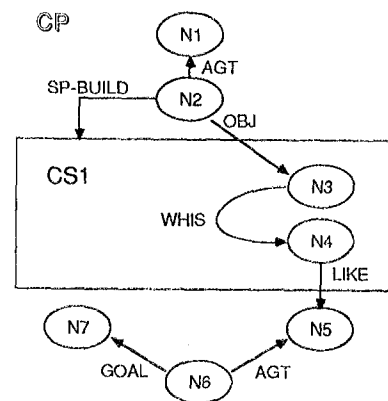 CP
N1
AGT
SP-BUILD
N2
OBJ
CS1
N3
WHIS
N4
LIKE
N7
N5
GOAL
N6
AGT